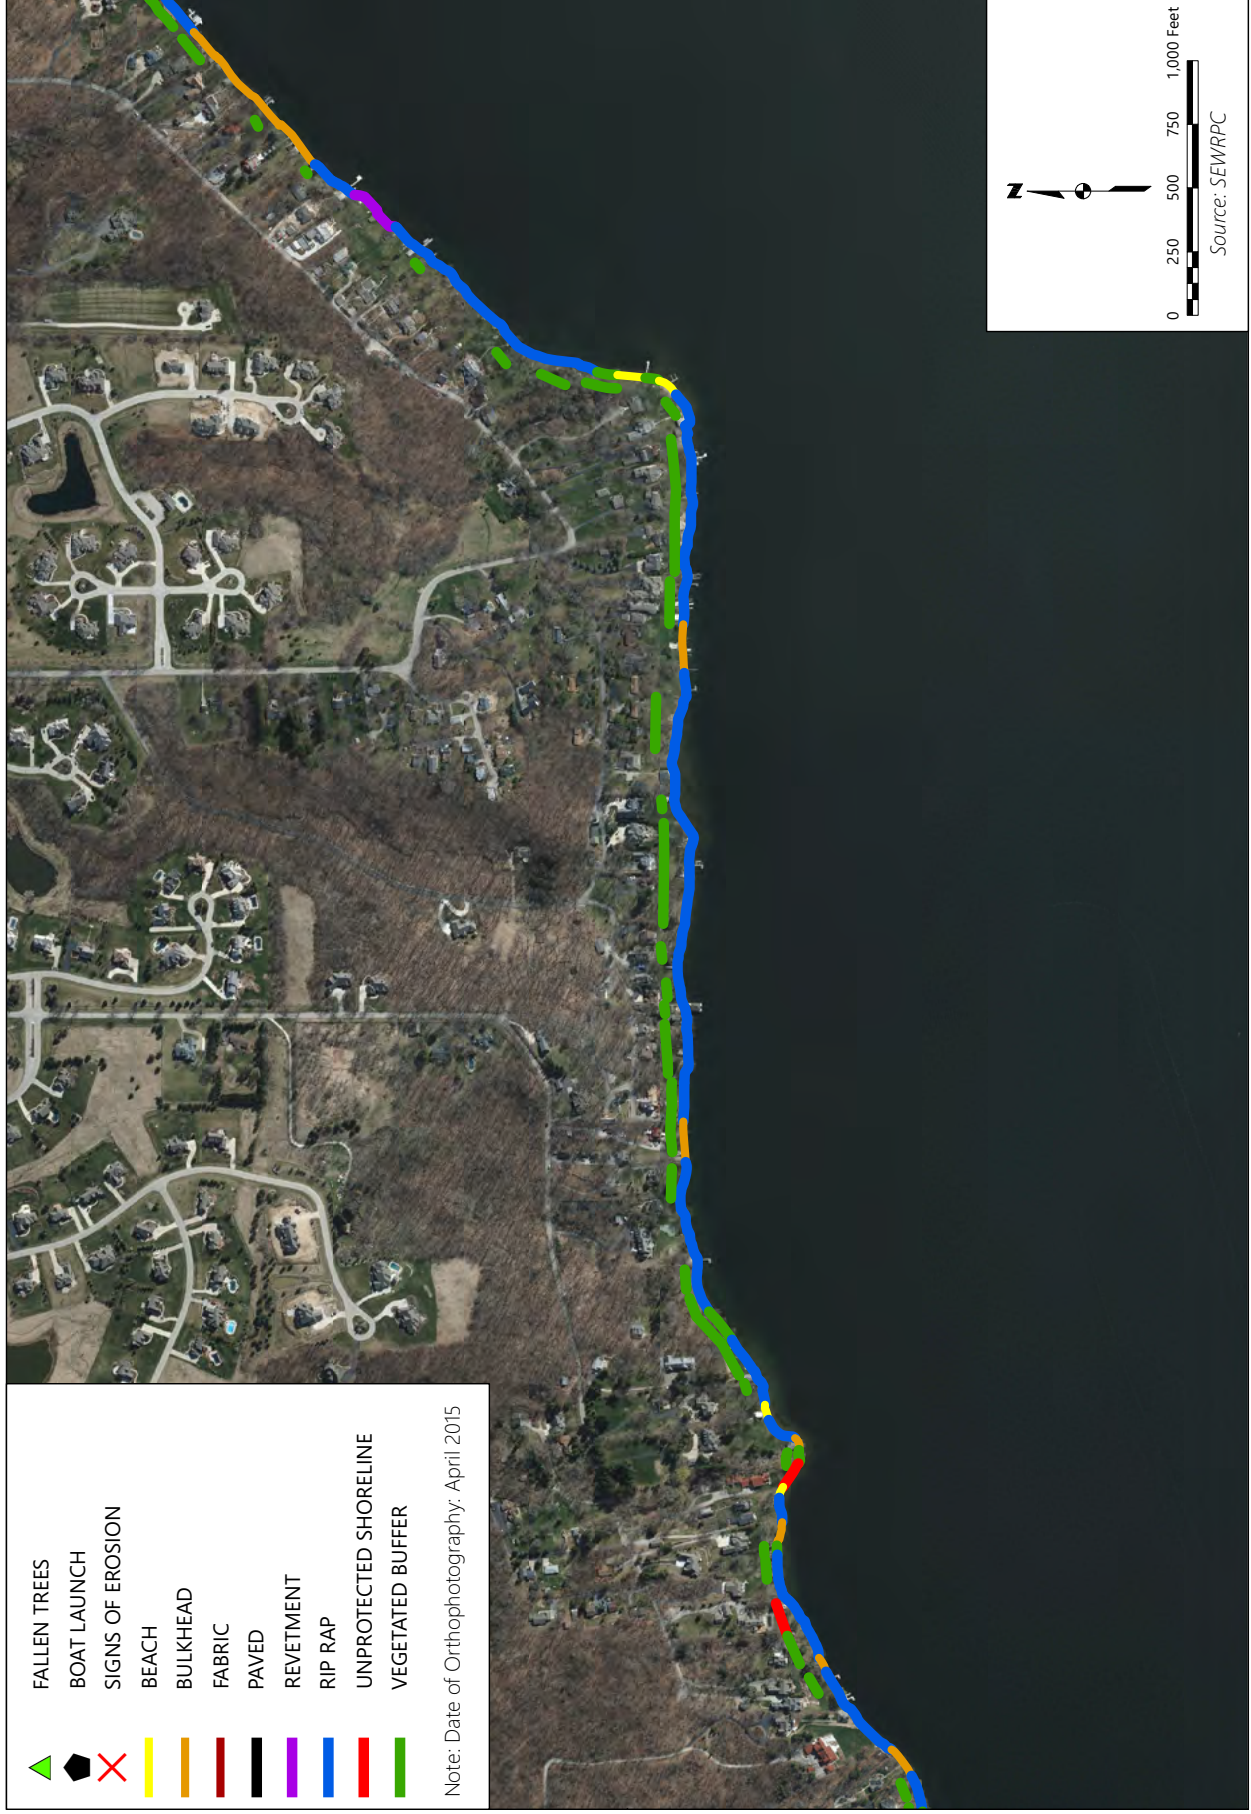 FALLEN TREES
BOAT LAUNCH
SIGNS OF EROSION
BEACH
BULKHEAD
FABRIC
PAVED
REVETMENT
RIP RAP
UNPROTECTED SHORELINE
VEGETATED BUFFER
Note: Date of Orthophotography: April 2015
N
0 250 500 750 1,000 Feet
Source: SEWRPC